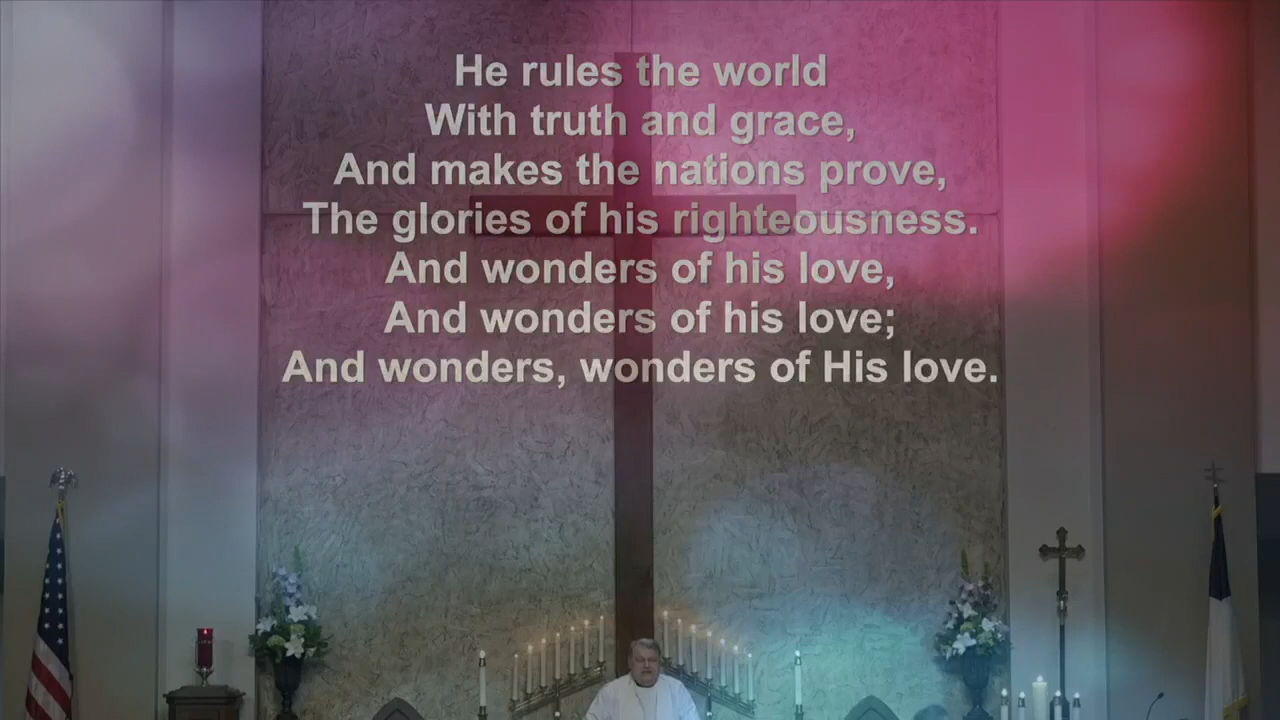 He rules the world
With truth and grace,
And makes the nations prove,
The glories of his righteousness.
And wonders of his love,
And wonders of his love;
And wonders, wonders of His love.